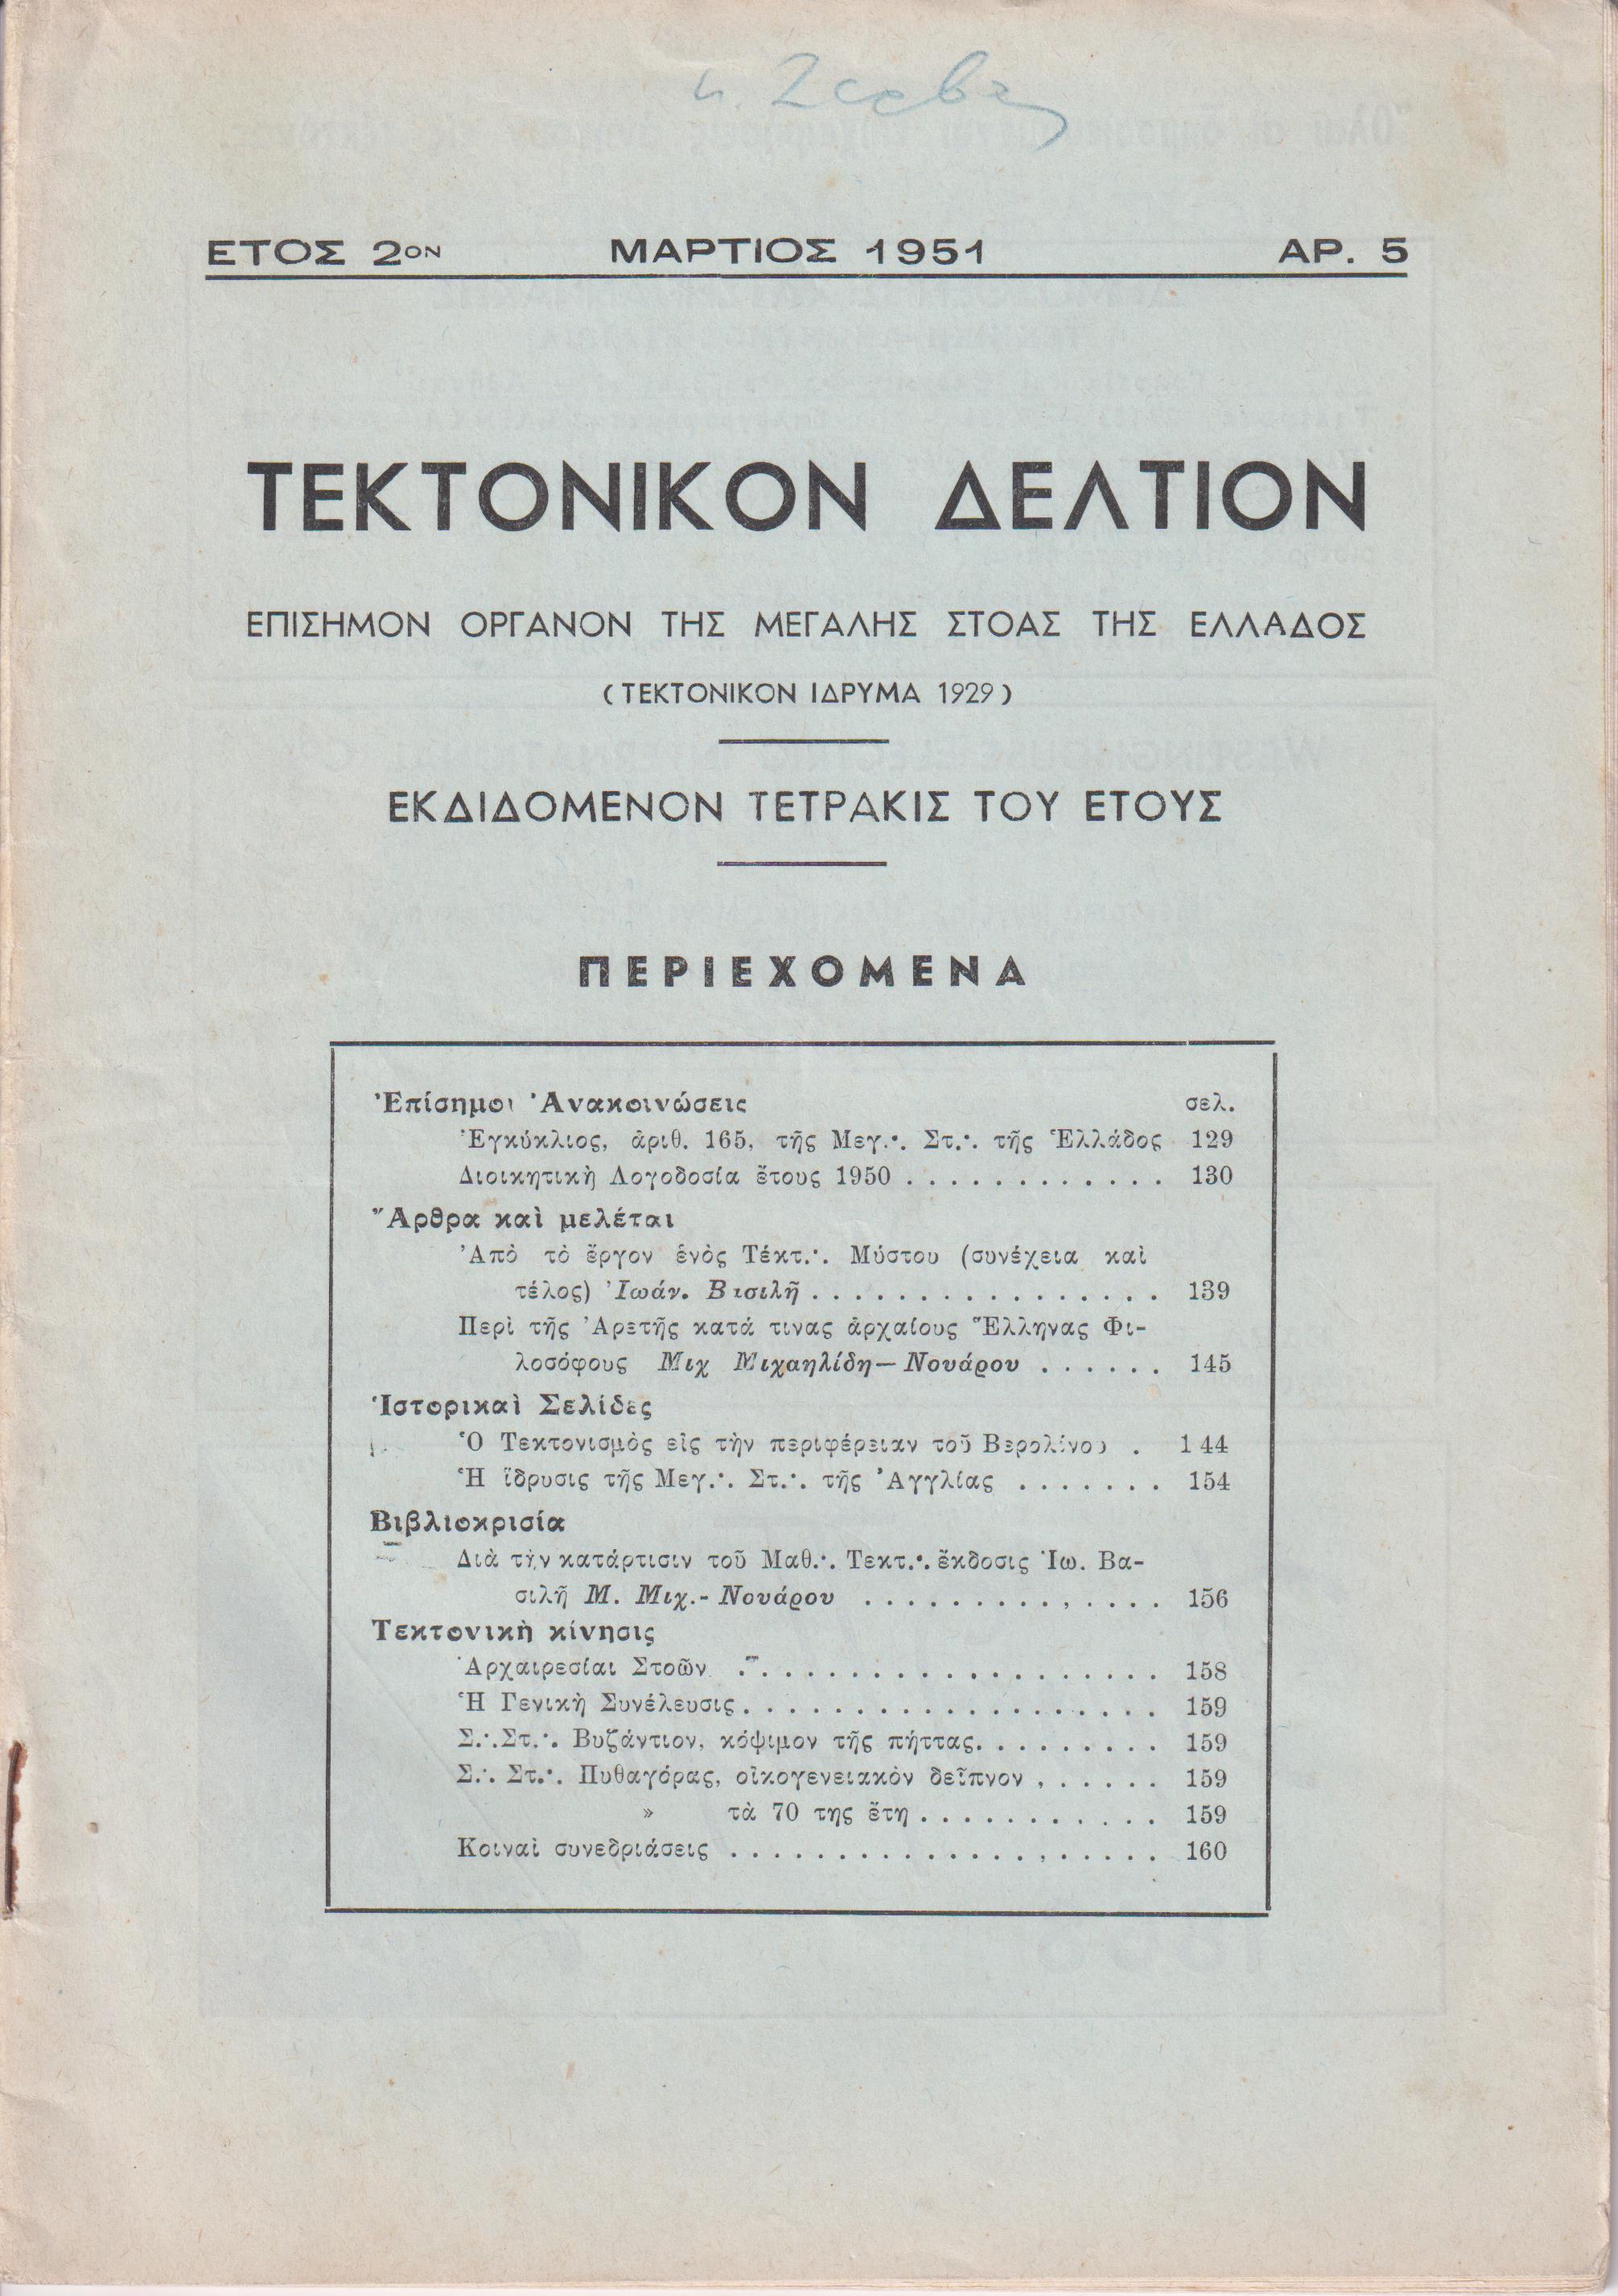 ΕΤΟΣ 2ΟΝ ΜΑΡΤΙΟΣ 1951 ΑΡ. 5
ΤΕΚΤΟΝΙΚΟΝ ΔΕΛΤΙΟΝ
ΕΠΙΣΗΜΟΝ ΟΡΓΑΝΟΝ ΤΗΣ ΜΕΓΑΛΗΣ ΣΤΟΑΣ ΤΗΣ ΕΛΛΑΔΟΣ
(ΤΕΚΤΟΝΙΚΟΝ ΙΔΡΥΜΑ 1929)
ΕΚΔΙΔΟΜΕΝΟΝ ΤΕΤΡΑΚΙΣ ΤΟΥ ΕΤΟΥΣ
ΠΕΡΙΕΧΟΜΕΝΑ
Ἐπίσημοι Ἀνακοινώσεις σελ.
Ἐγκύκλιος, ἀριθ. 165, τῆς Μεγ.·. Στ.·. τῆς Ἑλλάδος 129
Διοικητικὴ Λογοδοσία ἔτους 1950 . . . . . . . . . . . . 130
Ἄρθρα καὶ μελέται
Ἀπὸ τὸ ἔργον ἑνὸς Τέκτ.·. Μύστου (συνέχεια καὶ
τέλος) Ἰωάν. Βισιλῆ . . . . . . . . . . . . . . . . 139
Περὶ τῆς Ἀρετῆς κατά τινας ἀρχαίους Ἕλληνας Φι-
λοσόφους Μιχ Μιχαηλίδη—Νουάρου . . . . . . 145
Ἱστορικαὶ Σελίδες
Ὁ Τεκτονισμὸς εἰς τὴν περιφέρειαν τοῦ Βερολίνου . 144
Ἡ ἵδρυσις τῆς Μεγ.·. Στ.·. τῆς Ἀγγλίας . . . . . . . 154
Βιβλιοκρισία
Διὰ τὴν κατάρτισιν τοῦ Μαθ.·. Τεκτ.·. ἔκδοσις Ἰω. Βα-
σιλῆ Μ. Μιχ.- Νουάρου . . . . . . . . . , . . . . 156
Τεκτονικὴ κίνησις
Ἀρχαιρεσίαι Στοῶν . . . . . . . . . . . . . . . . . . . 158
Ἡ Γενικὴ Συνέλευσις . . . . . . . . . . . . . . . . . . . 159
Σ.·.Στ.·. Βυζάντιον, κόψιμον τῆς πήττας. . . . . . . . . 159
Σ.·. Στ.·. Πυθαγόρας, οἰκογενειακὸν δεῖπνον , . . . . . 159
» τὰ 70 της ἔτη . . . . . . . . . . . 159
Κοιναὶ συνεδριάσεις . . . . . . . . . . . . . . , . . . . . 160